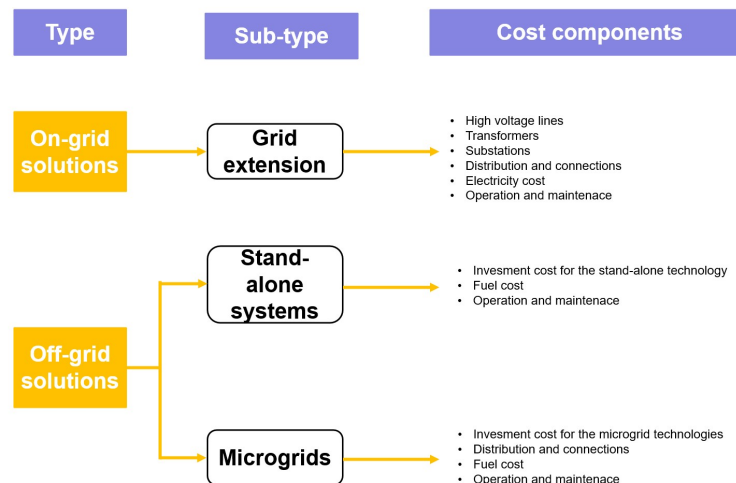 Type
Sub-type
Cost components
On-grid
solutions
Grid
extension
• High voltage lines
• Transformers
• Substations
• Distribution and connections
• Electricity cost
• Operation and maintenace
Off-grid
solutions
Stand-
alone
systems
• Invesment cost for the stand-alone technology
• Fuel cost
• Operation and maintenace
Microgrids
• Invesment cost for the microgrid technologies
• Distribution and connections
• Fuel cost
• Operation and maintenace